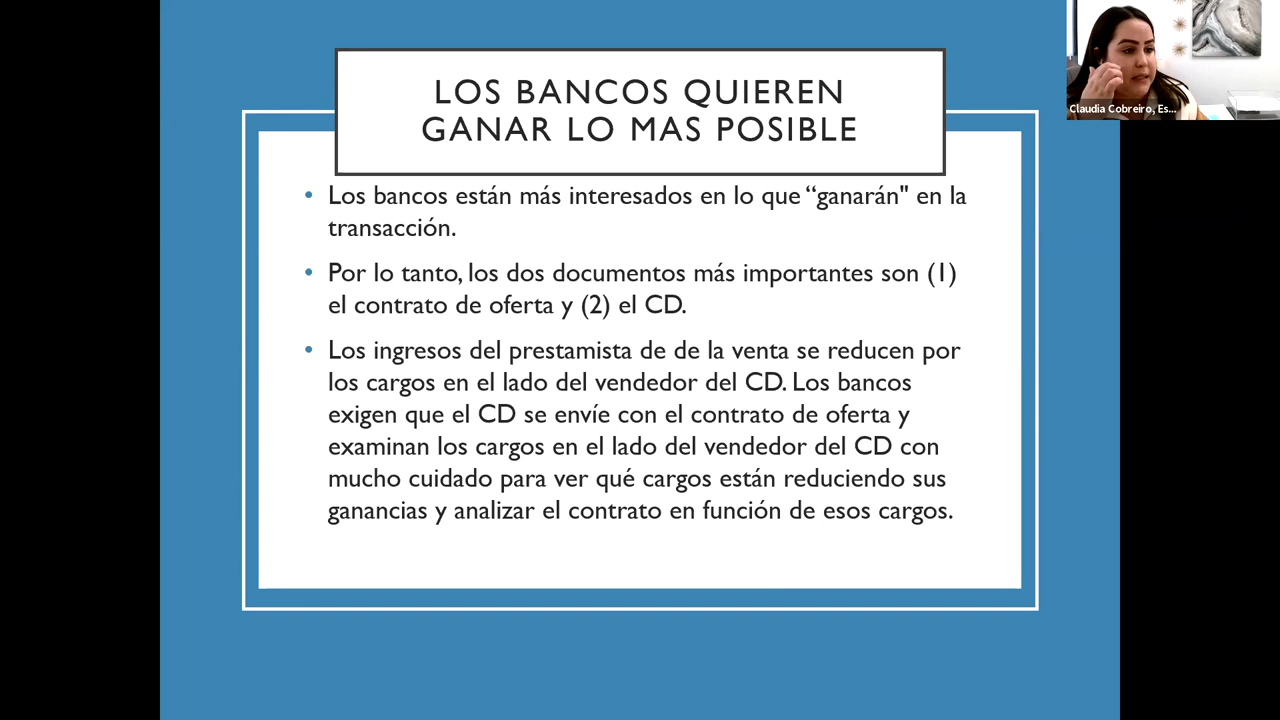 LOS BANCOS QUIEREN
GANAR LO MAS POSIBLE
• Los bancos están más interesados en lo que “ganarán" en la
transacción.
• Por lo tanto, los dos documentos más importantes son (1)
el contrato de oferta y (2) el CD.
• Los ingresos del prestamista de de la venta se reducen por
los cargos en el lado del vendedor del CD. Los bancos
exigen que el CD se envíe con el contrato de oferta y
examinan los cargos en el lado del vendedor del CD con
mucho cuidado para ver qué cargos están reduciendo sus
ganancias y analizar el contrato en función de esos cargos.
Claudia Cobreiro, Es...